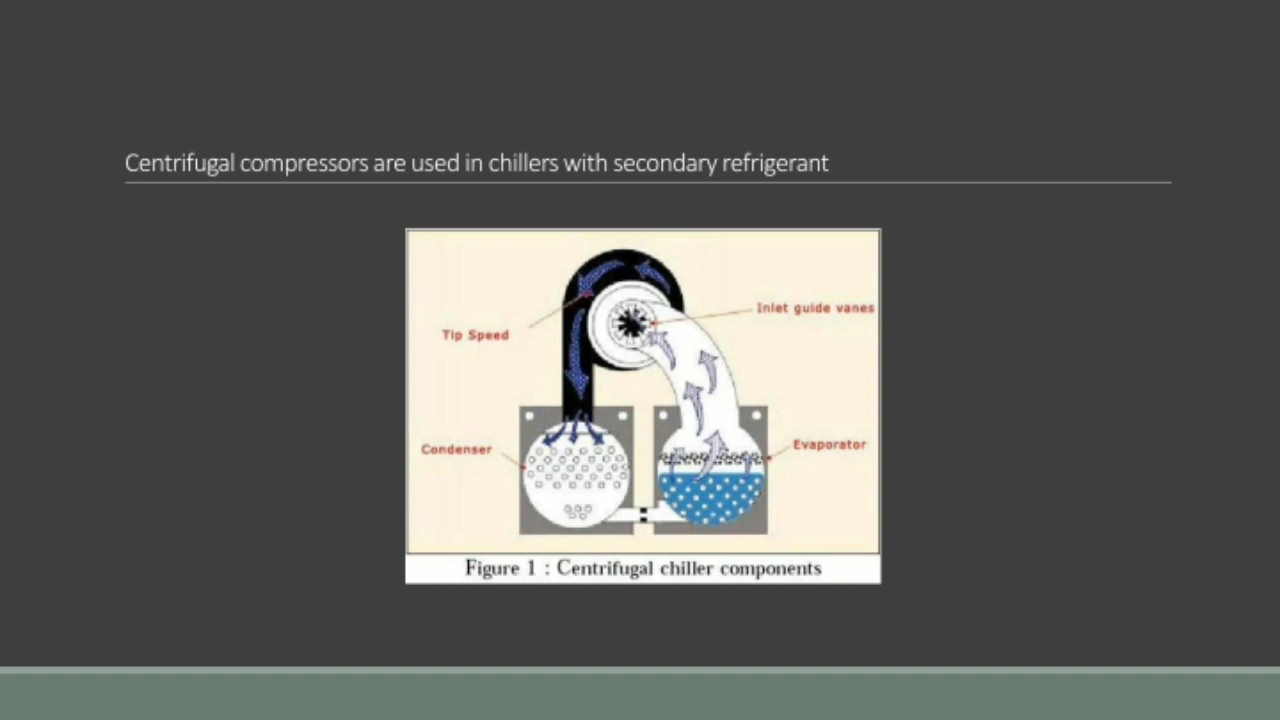 Centrifugal compressors are used in chillers with secondary refrigerant
Inlet guide vanes
Tip Speed
Condenser
Evaporator
Figure 1 : Centrifugal chiller components